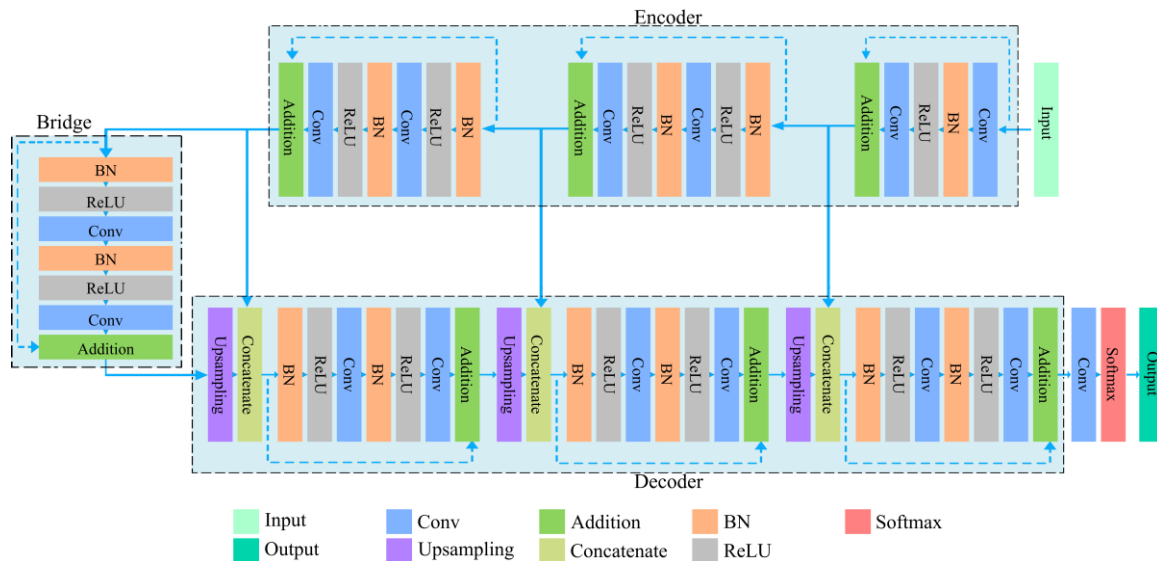 Encoder
Addition
Conv
ReLU
BN
Conv
ReLU
BN
Addition
Conv
ReLU
BN
Conv
ReLU
BN
Addition
Conv
ReLU
BN
Conv
Input
Bridge
BN
ReLU
Conv
BN
ReLU
Conv
Addition
Upsampling
Concatenate
BN
ReLU
Conv
BN
ReLU
Conv
Addition
Upsampling
Concatenate
BN
ReLU
Conv
BN
ReLU
Conv
Addition
Upsampling
Concatenate
BN
ReLU
Conv
BN
ReLU
Conv
Addition
Conv
Softmax
Output
Decoder
Input
Conv
Addition
BN
Softmax
Output
Upsampling
Concatenate
ReLU